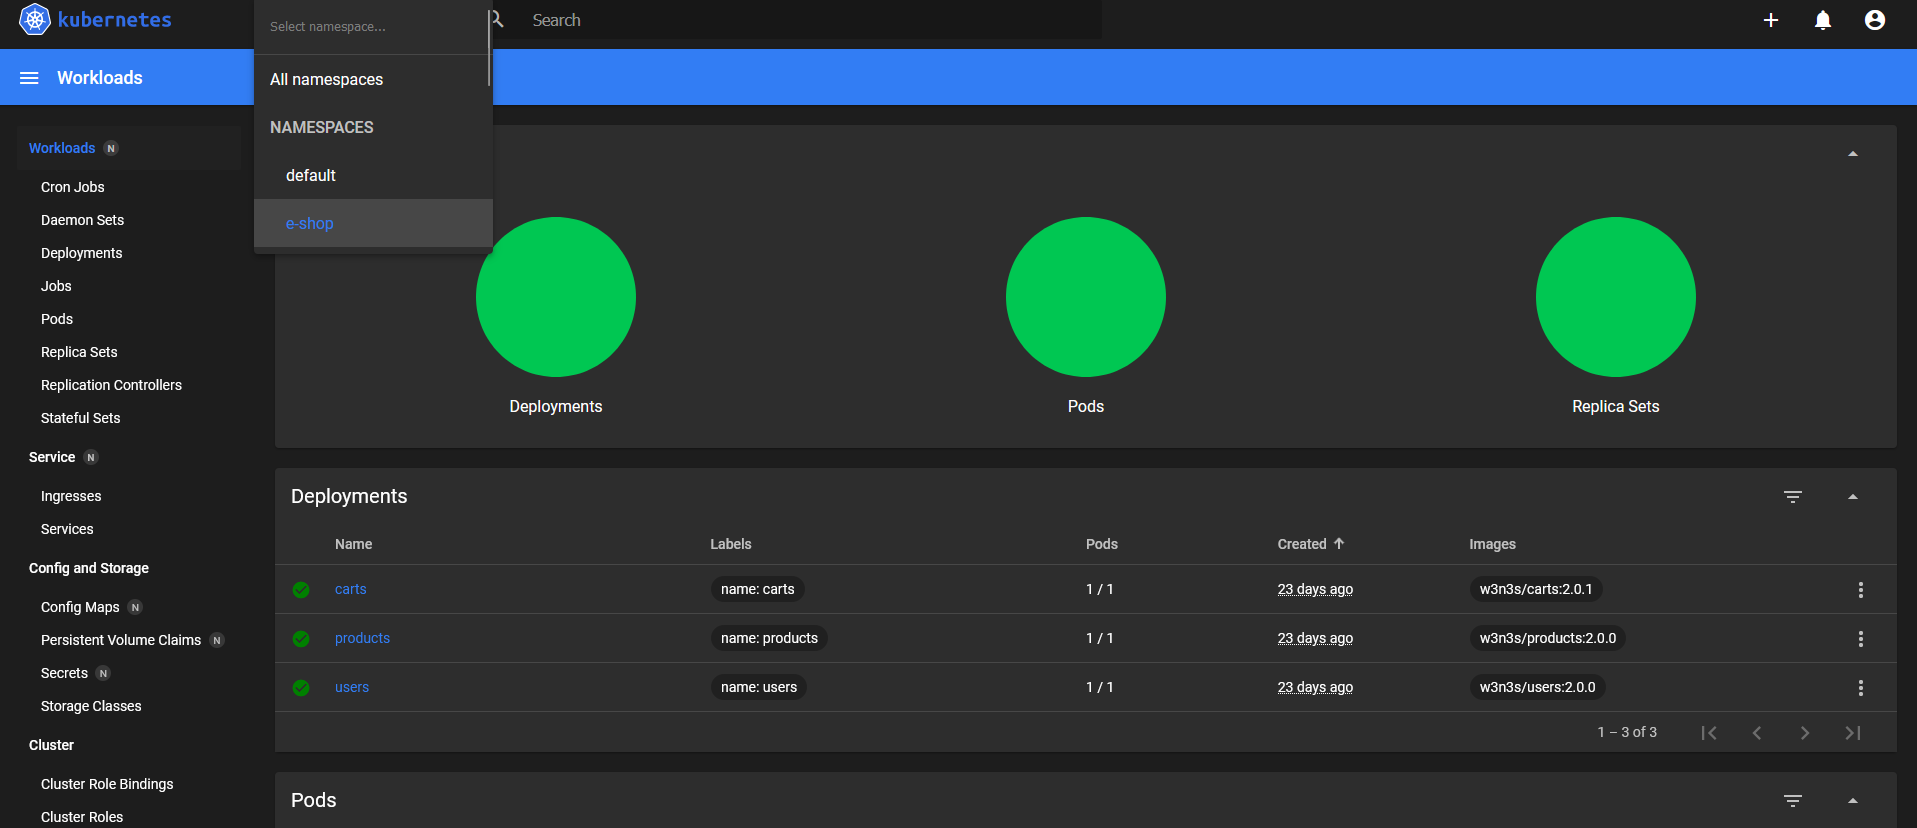 kubernetes
Select namespace...
Search
Workloads
All namespaces
NAMESPACES
default
e-shop
Workloads N
Cron Jobs
Daemon Sets
Deployments
Jobs
Pods
Replica Sets
Replication Controllers
Stateful Sets
Service N
Ingresses
Services
Config and Storage
Config Maps N
Persistent Volume Claims N
Secrets N
Storage Classes
Cluster
Cluster Role Bindings
Cluster Roles
Deployments Pods Replica Sets
Deployments
Name Labels Pods Created Images
carts name: carts 1 / 1 23 days ago w3n3s/carts:2.0.1
products name: products 1 / 1 23 days ago w3n3s/products:2.0.0
users name: users 1 / 1 23 days ago w3n3s/users:2.0.0
1 – 3 of 3
Pods